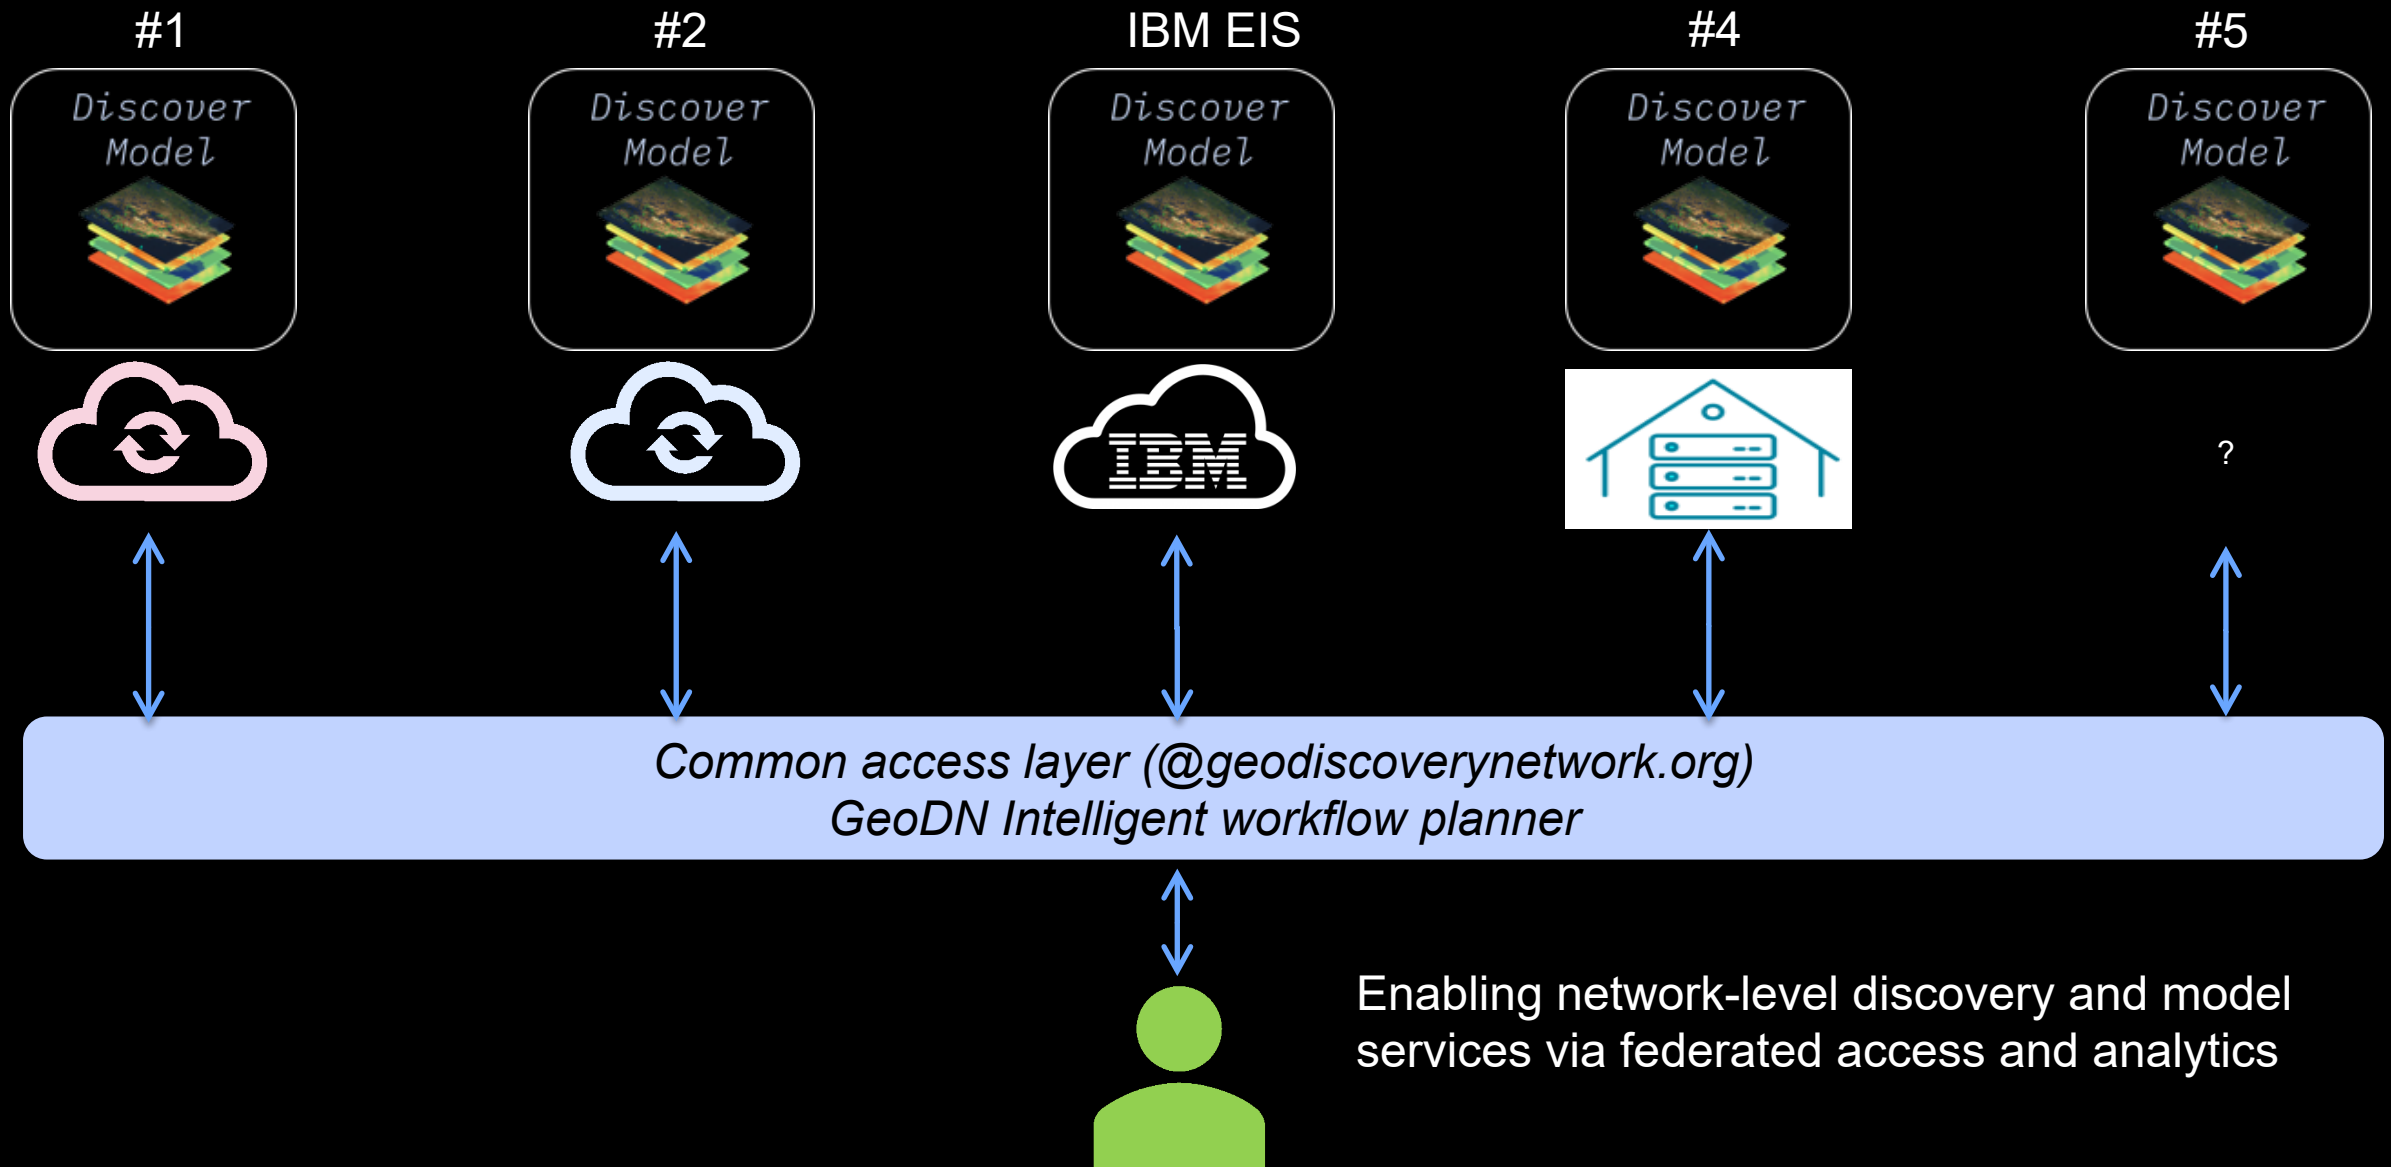 #1
#2
IBM EIS
#4
#5
Discover
Model
Discover
Model
Discover
Model
Discover
Model
Discover
Model
IBM
?
Common access layer (@geodiscoverynetwork.org)
GeoDN Intelligent workflow planner
Enabling network-level discovery and model
services via federated access and analytics